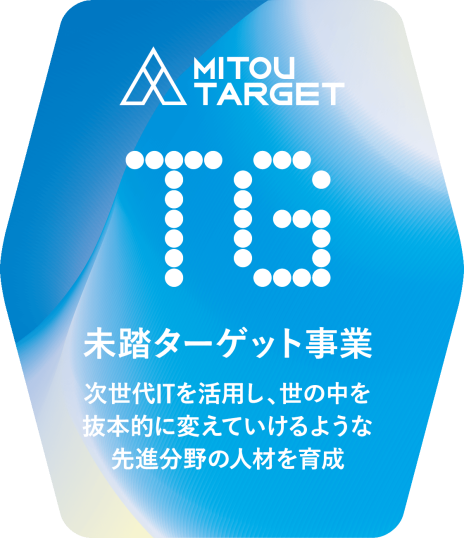 MITOU
TARGET
TG
未踏ターゲット事業
次世代ITを活用し、世の中を
抜本的に変えていけるような
先進分野の人材を育成